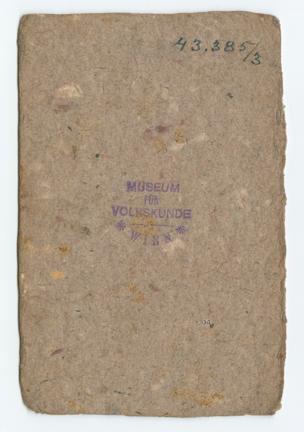 43.385/3
MUSEUM
FÜR
VOLKSKUNDE
* WIEN *